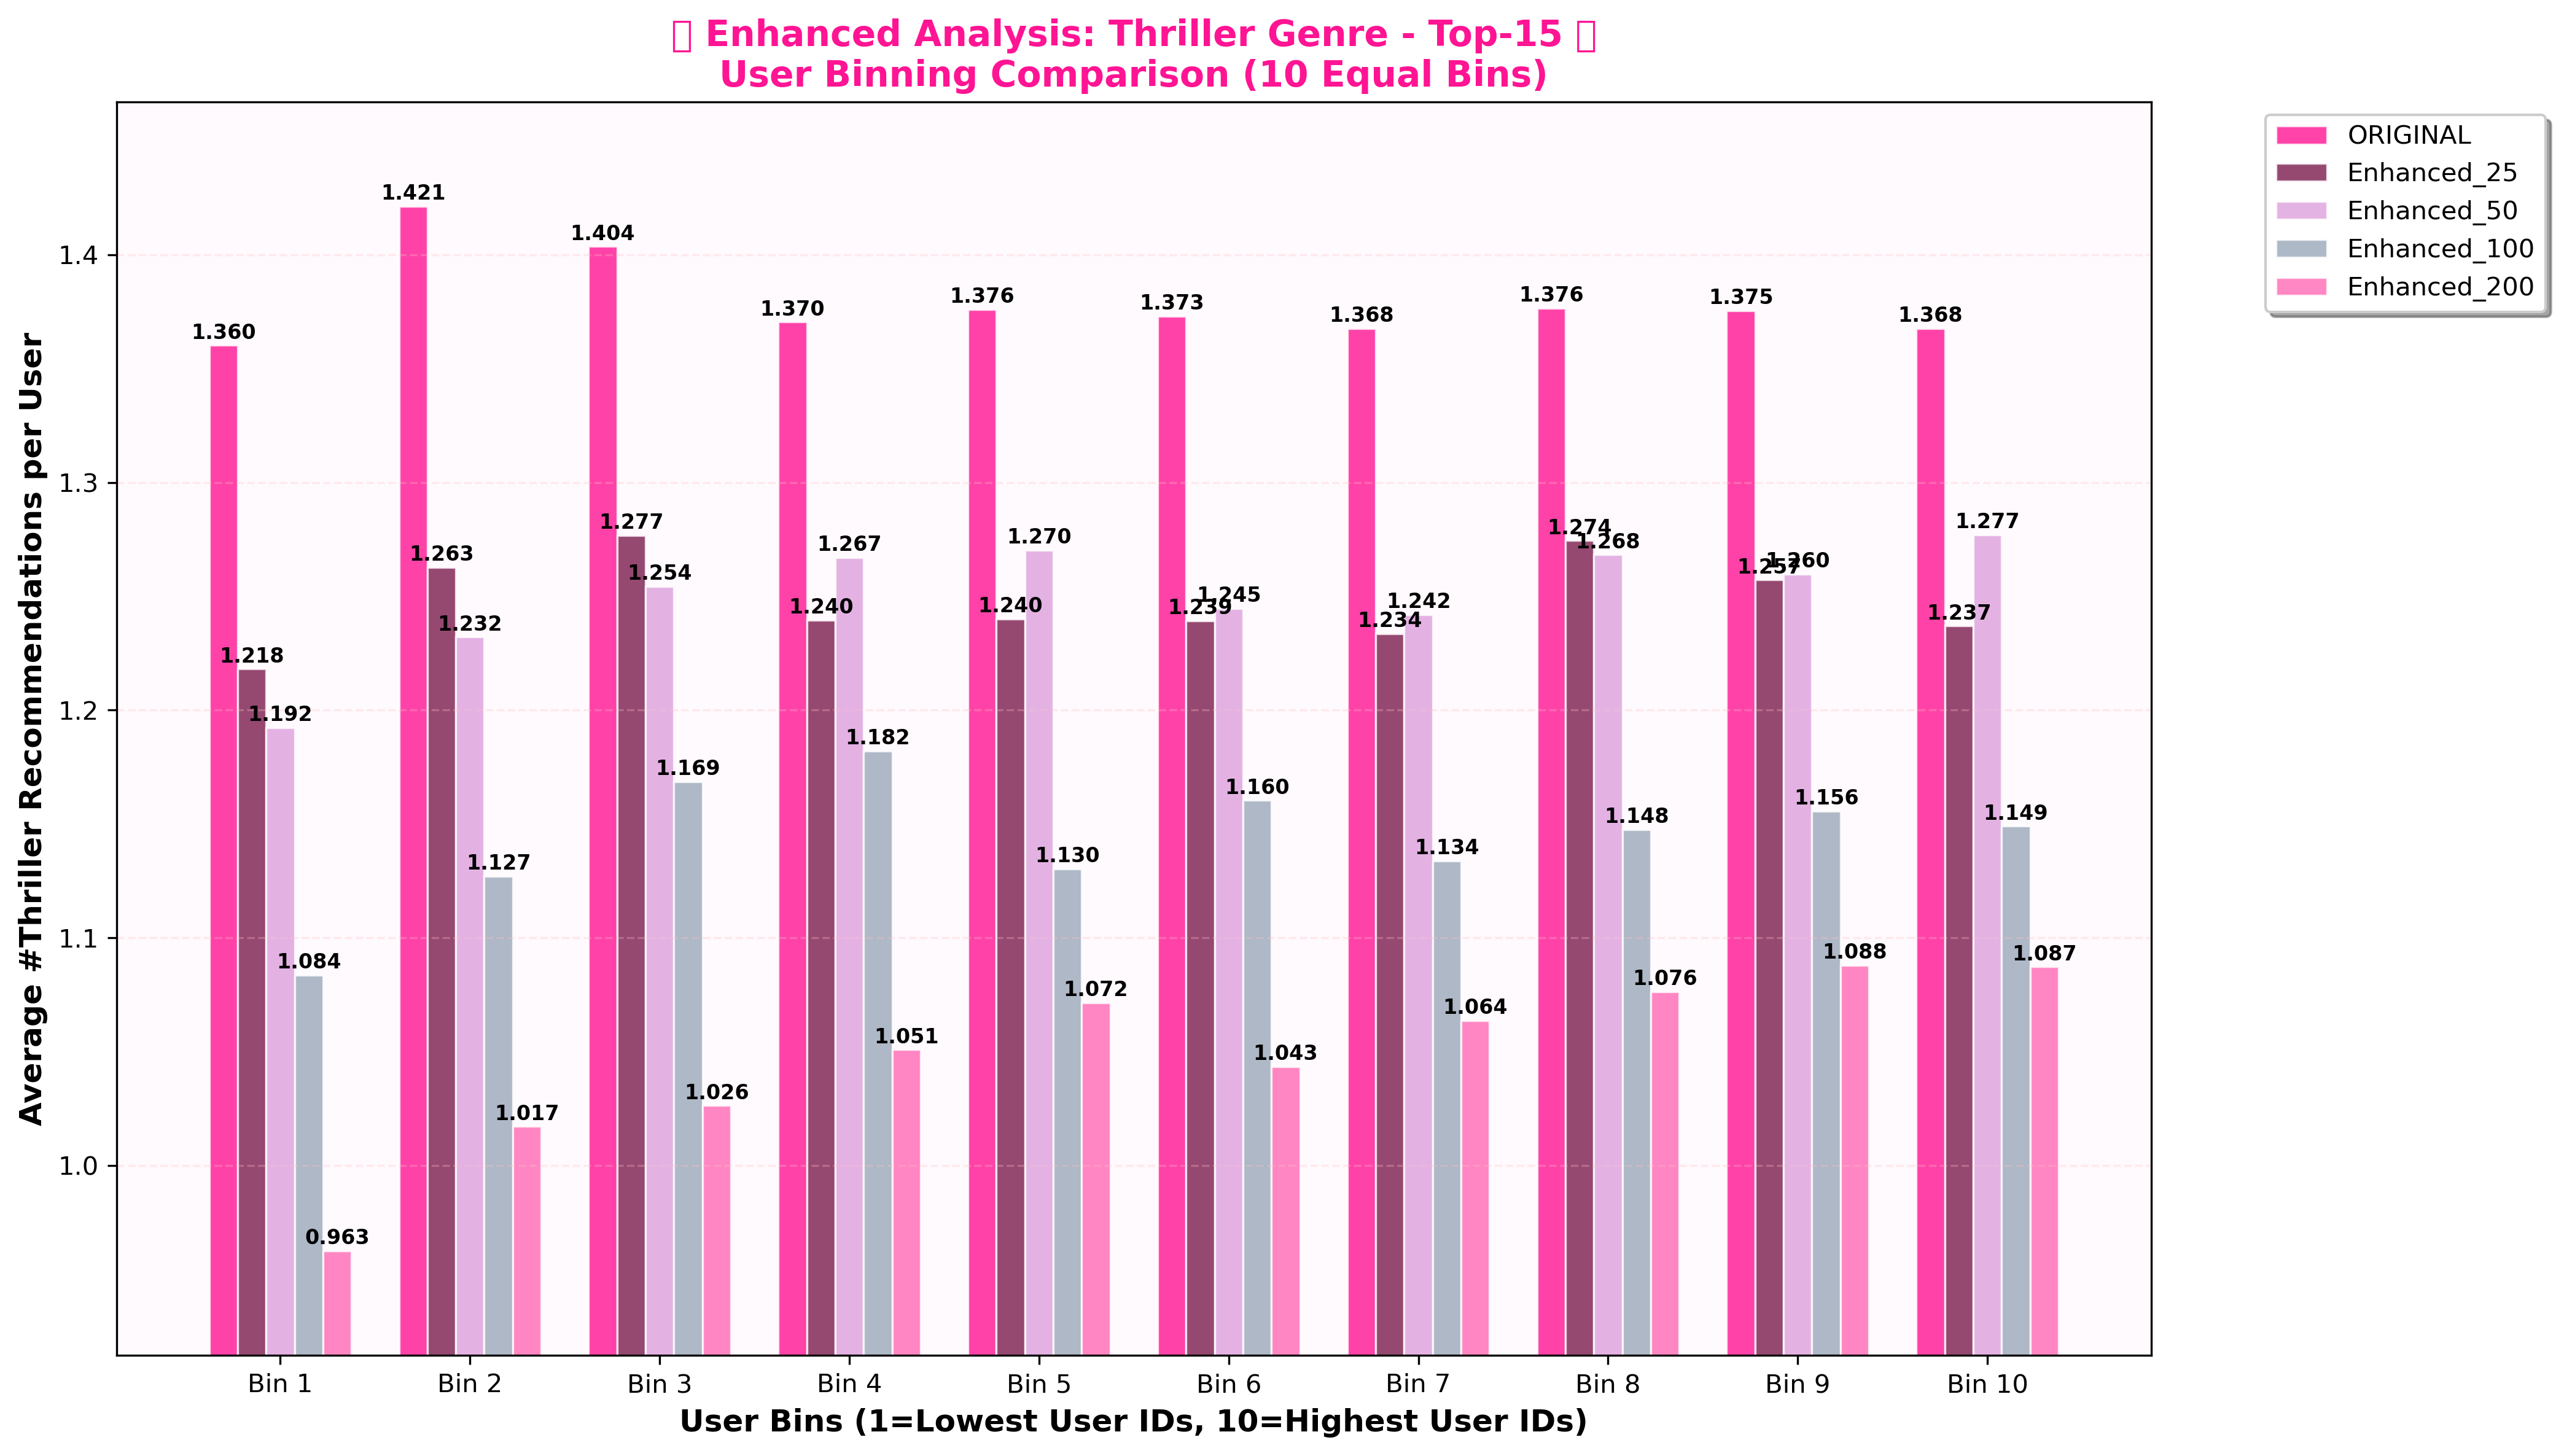 Enhanced Analysis: Thriller Genre - Top-15
User Binning Comparison (10 Equal Bins)
ORIGINAL
Enhanced_25
Enhanced_50
Enhanced_100
Enhanced_200
Average #Thriller Recommendations per User
1.4
1.3
1.2
1.1
1.0
1.360
1.218
1.192
1.084
0.963
1.421
1.263
1.232
1.127
1.017
1.404
1.277
1.254
1.169
1.026
1.370
1.240
1.267
1.182
1.051
1.376
1.240
1.270
1.130
1.072
1.373
1.239
1.245
1.160
1.043
1.368
1.234
1.242
1.134
1.064
1.376
1.274
1.268
1.148
1.076
1.375
1.257
1.260
1.156
1.088
1.368
1.237
1.277
1.149
1.087
Bin 1
Bin 2
Bin 3
Bin 4
Bin 5
Bin 6
Bin 7
Bin 8
Bin 9
Bin 10
User Bins (1=Lowest User IDs, 10=Highest User IDs)